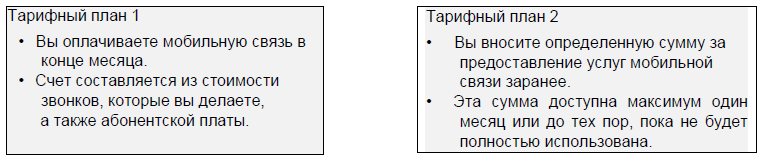 Тарифный план 1
• Вы оплачиваете мобильную связь в
конце месяца.
• Счет составляется из стоимости
звонков, которые вы делаете,
а также абонентской платы.
Тарифный план 2
• Вы вносите определенную сумму за
предоставление услуг мобильной
связи заранее.
• Эта сумма доступна максимум один
месяц или до тех пор, пока не будет
полностью использована.